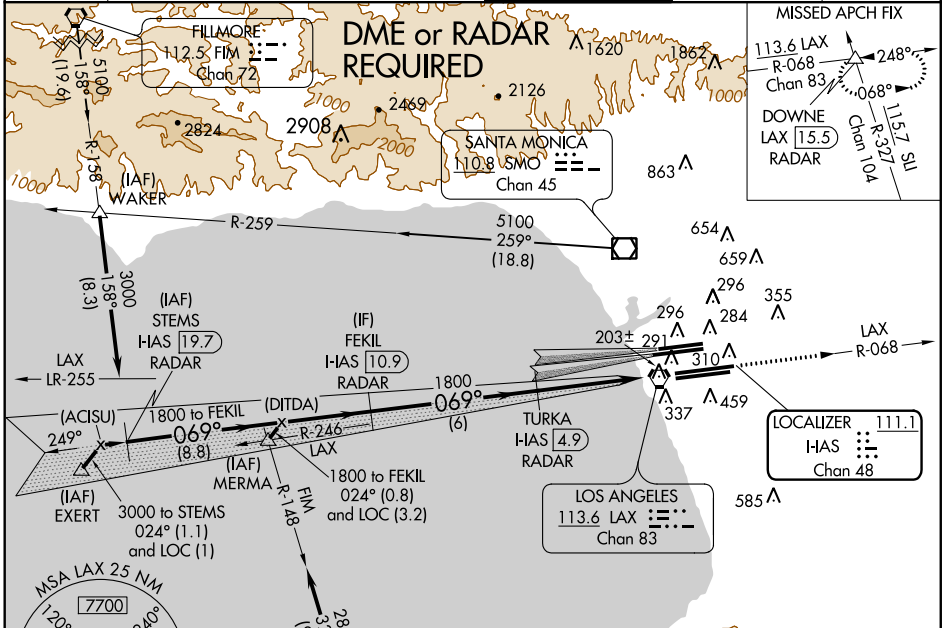 FILLMORE
112.5 FIM
Chan 72
DME or RADAR
REQUIRED
1620
1862
MISSED APCH FIX
113.6 LAX
R-068
Chan 83
248°
068°
DOWNE
LAX 15.5
RADAR
115.7 SLI
R-327
Chan 104
5100
158°
(19.6)
R-158
1000
2469
2126
1000
2824
2908
2000
1000
SANTA MONICA
110.8 SMO
Chan 45
863
(IAF)
WAKER
R-259
5100
259°
(18.8)
654
659
3000
158°
(8.3)
(IAF)
STEMS
I-IAS 19.7
RADAR
(IF)
FEKIL
I-IAS 10.9
RADAR
296
296
284
355
203±
291
310
LAX
R-068
LAX
LR-255
1800
(ACISU)
1800 to FEKIL
(DITDA)
069°
(8.8)
069°
(6)
249°
R-246
LAX
TURKA
I-IAS 4.9
RADAR
337
459
LOCALIZER 111.1
I-IAS
Chan 48
(IAF)
EXERT
(IAF)
MERMA
1800 to FEKIL
024° (0.8)
and LOC (3.2)
3000 to STEMS
024° (1.1)
and LOC (1)
FIM
R-148
LOS ANGELES
113.6 LAX
Chan 83
585
MSA LAX 25 NM
7700
120°